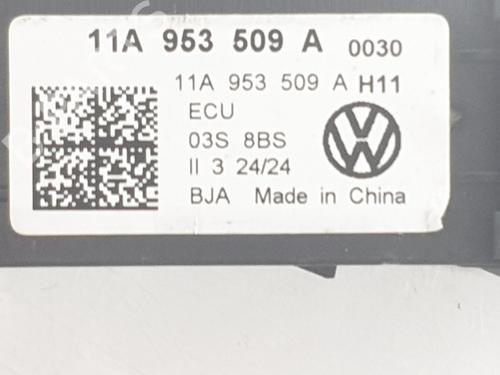 11A 953 509 A 0030
11A 953 509 A H11
ECU
03S 8BS
II 3 24/24
BJA Made in China